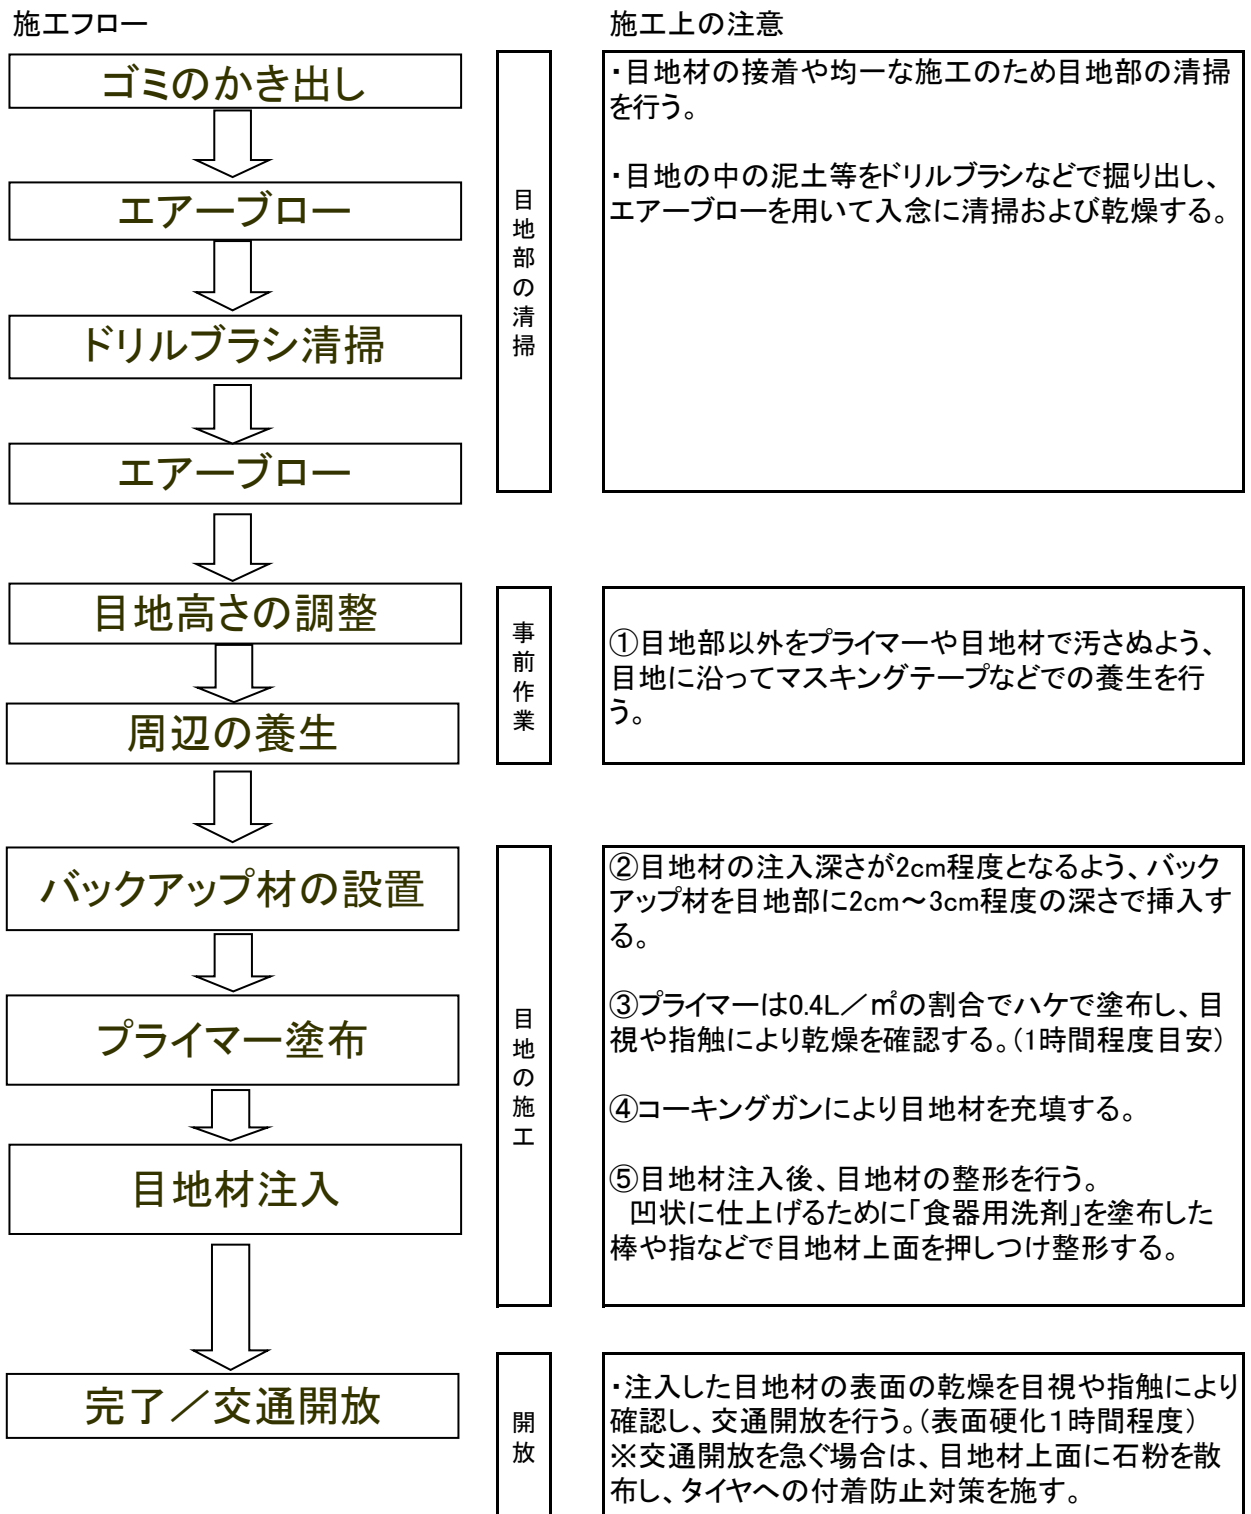 施工フロー
施工上の注意
ゴミのかき出し
エアーブロー
ドリルブラシ清掃
エアーブロー
目地部の清掃
・目地材の接着や均一な施工のため目地部の清掃
を行う。
・目地の中の泥土等をドリルブラシなどで掘り出し、
エアーブローを用いて入念に清掃および乾燥する。
目地高さの調整
周辺の養生
事前作業
①目地部以外をプライマーや目地材で汚さぬよう、
目地に沿ってマスキングテープなどでの養生を行
う。
バックアップ材の設置
プライマー塗布
目地材注入
目地の施工
②目地材の注入深さが2cm程度となるよう、バック
アップ材を目地部に2cm～3cm程度の深さで挿入す
る。
③プライマーは0.4L／㎡の割合でハケで塗布し、目
視や指触により乾燥を確認する。（1時間程度目安）
④コーキングガンにより目地材を充填する。
⑤目地材注入後、目地材の整形を行う。
凹状に仕上げるために「食器用洗剤」を塗布した
棒や指などで目地材上面を押しつけ整形する。
完了／交通開放
開放
・注入した目地材の表面の乾燥を目視や指触により
確認し、交通開放を行う。（表面硬化１時間程度）
※交通開放を急ぐ場合は、目地材上面に石粉を散
布し、タイヤへの付着防止対策を施す。